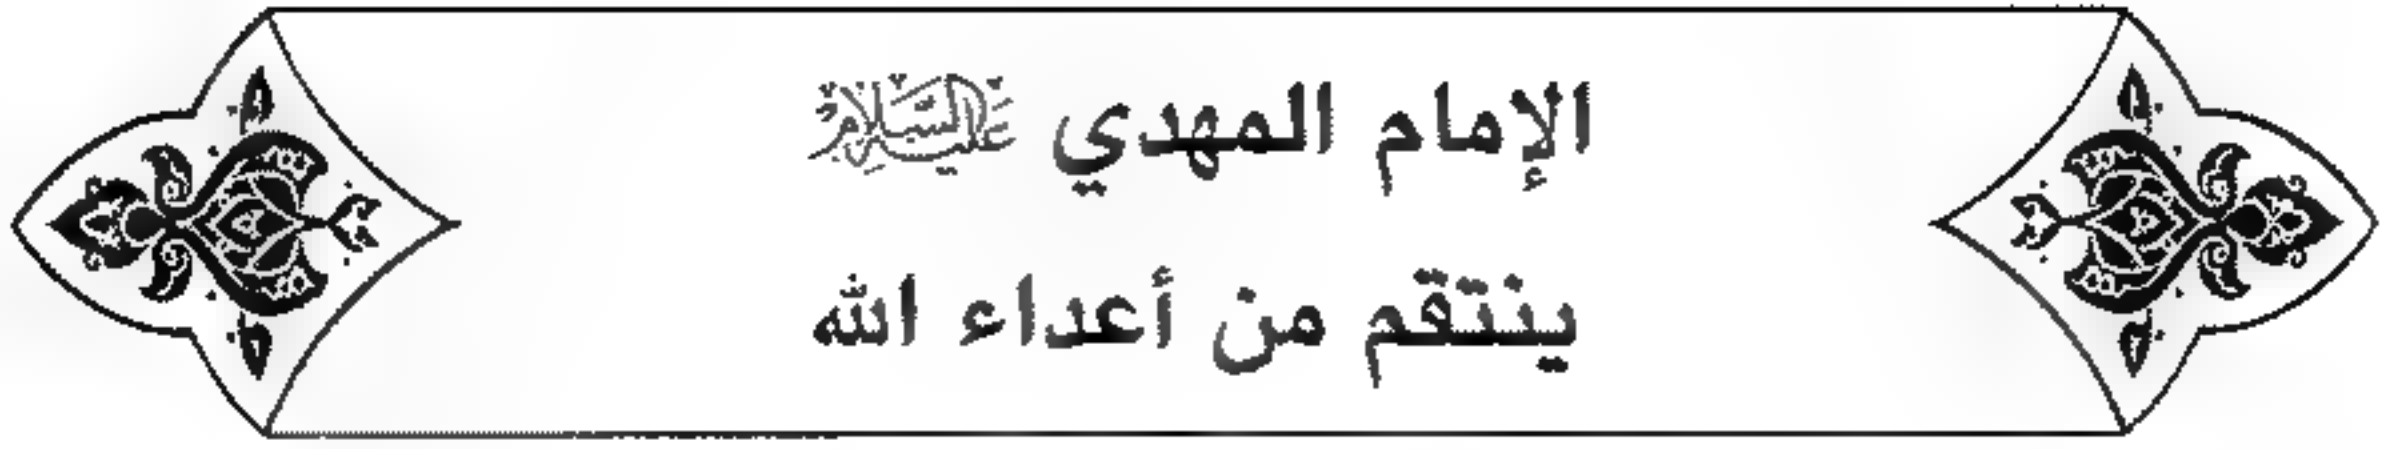 الإمام المهدي عليه السلام
ينتقم من أعداء الله